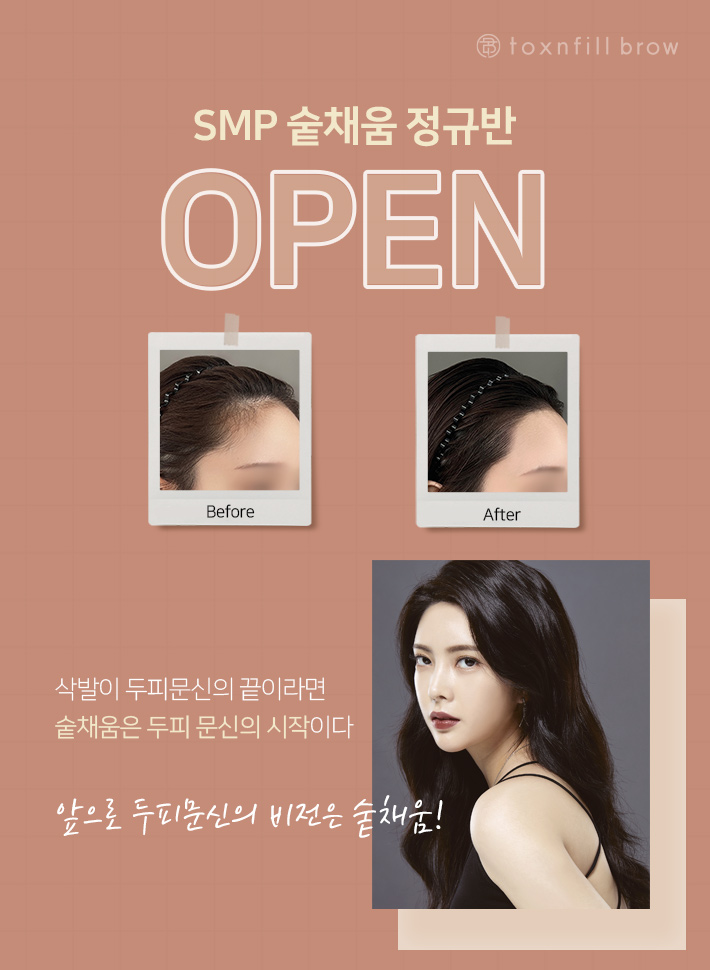 toxnfill brow
SMP 숱채움 정규반
OPEN
Before
After
삭발이 두피문신의 끝이라면
숱채움은 두피 문신의 시작이다
앞으로 두피문신의 비전은 숱채움!